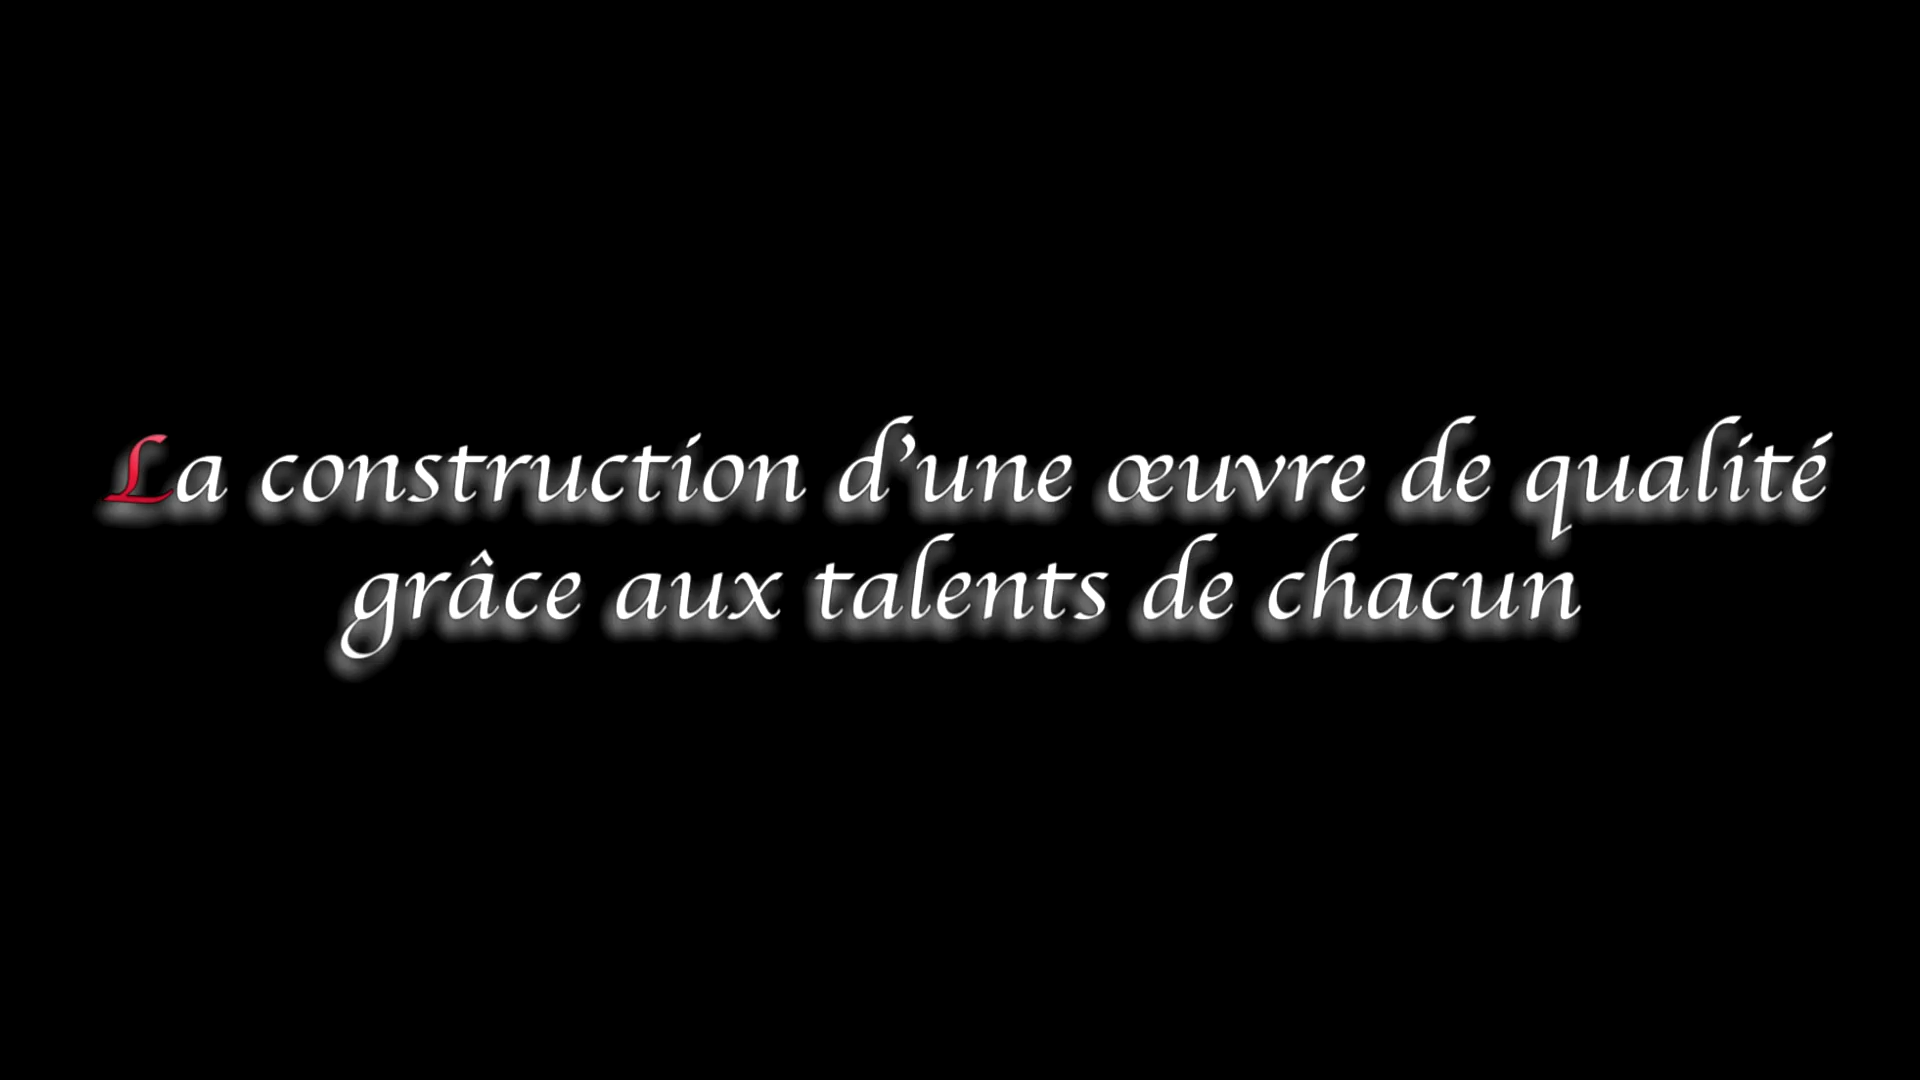 La construction d’une œuvre de qualité
grâce aux talents de chacun